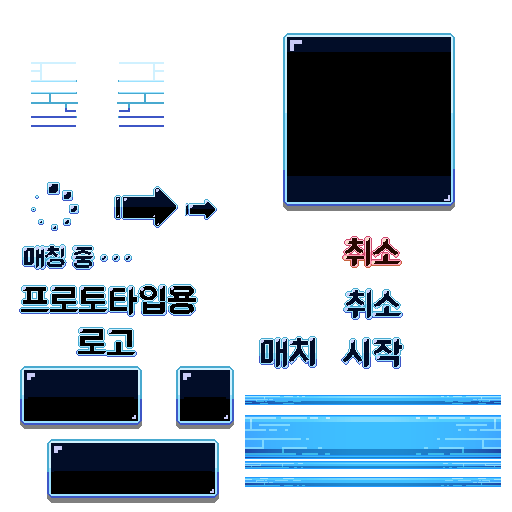 매칭 중 ...
프로토타입용
로고
취소
취소
매치 시작